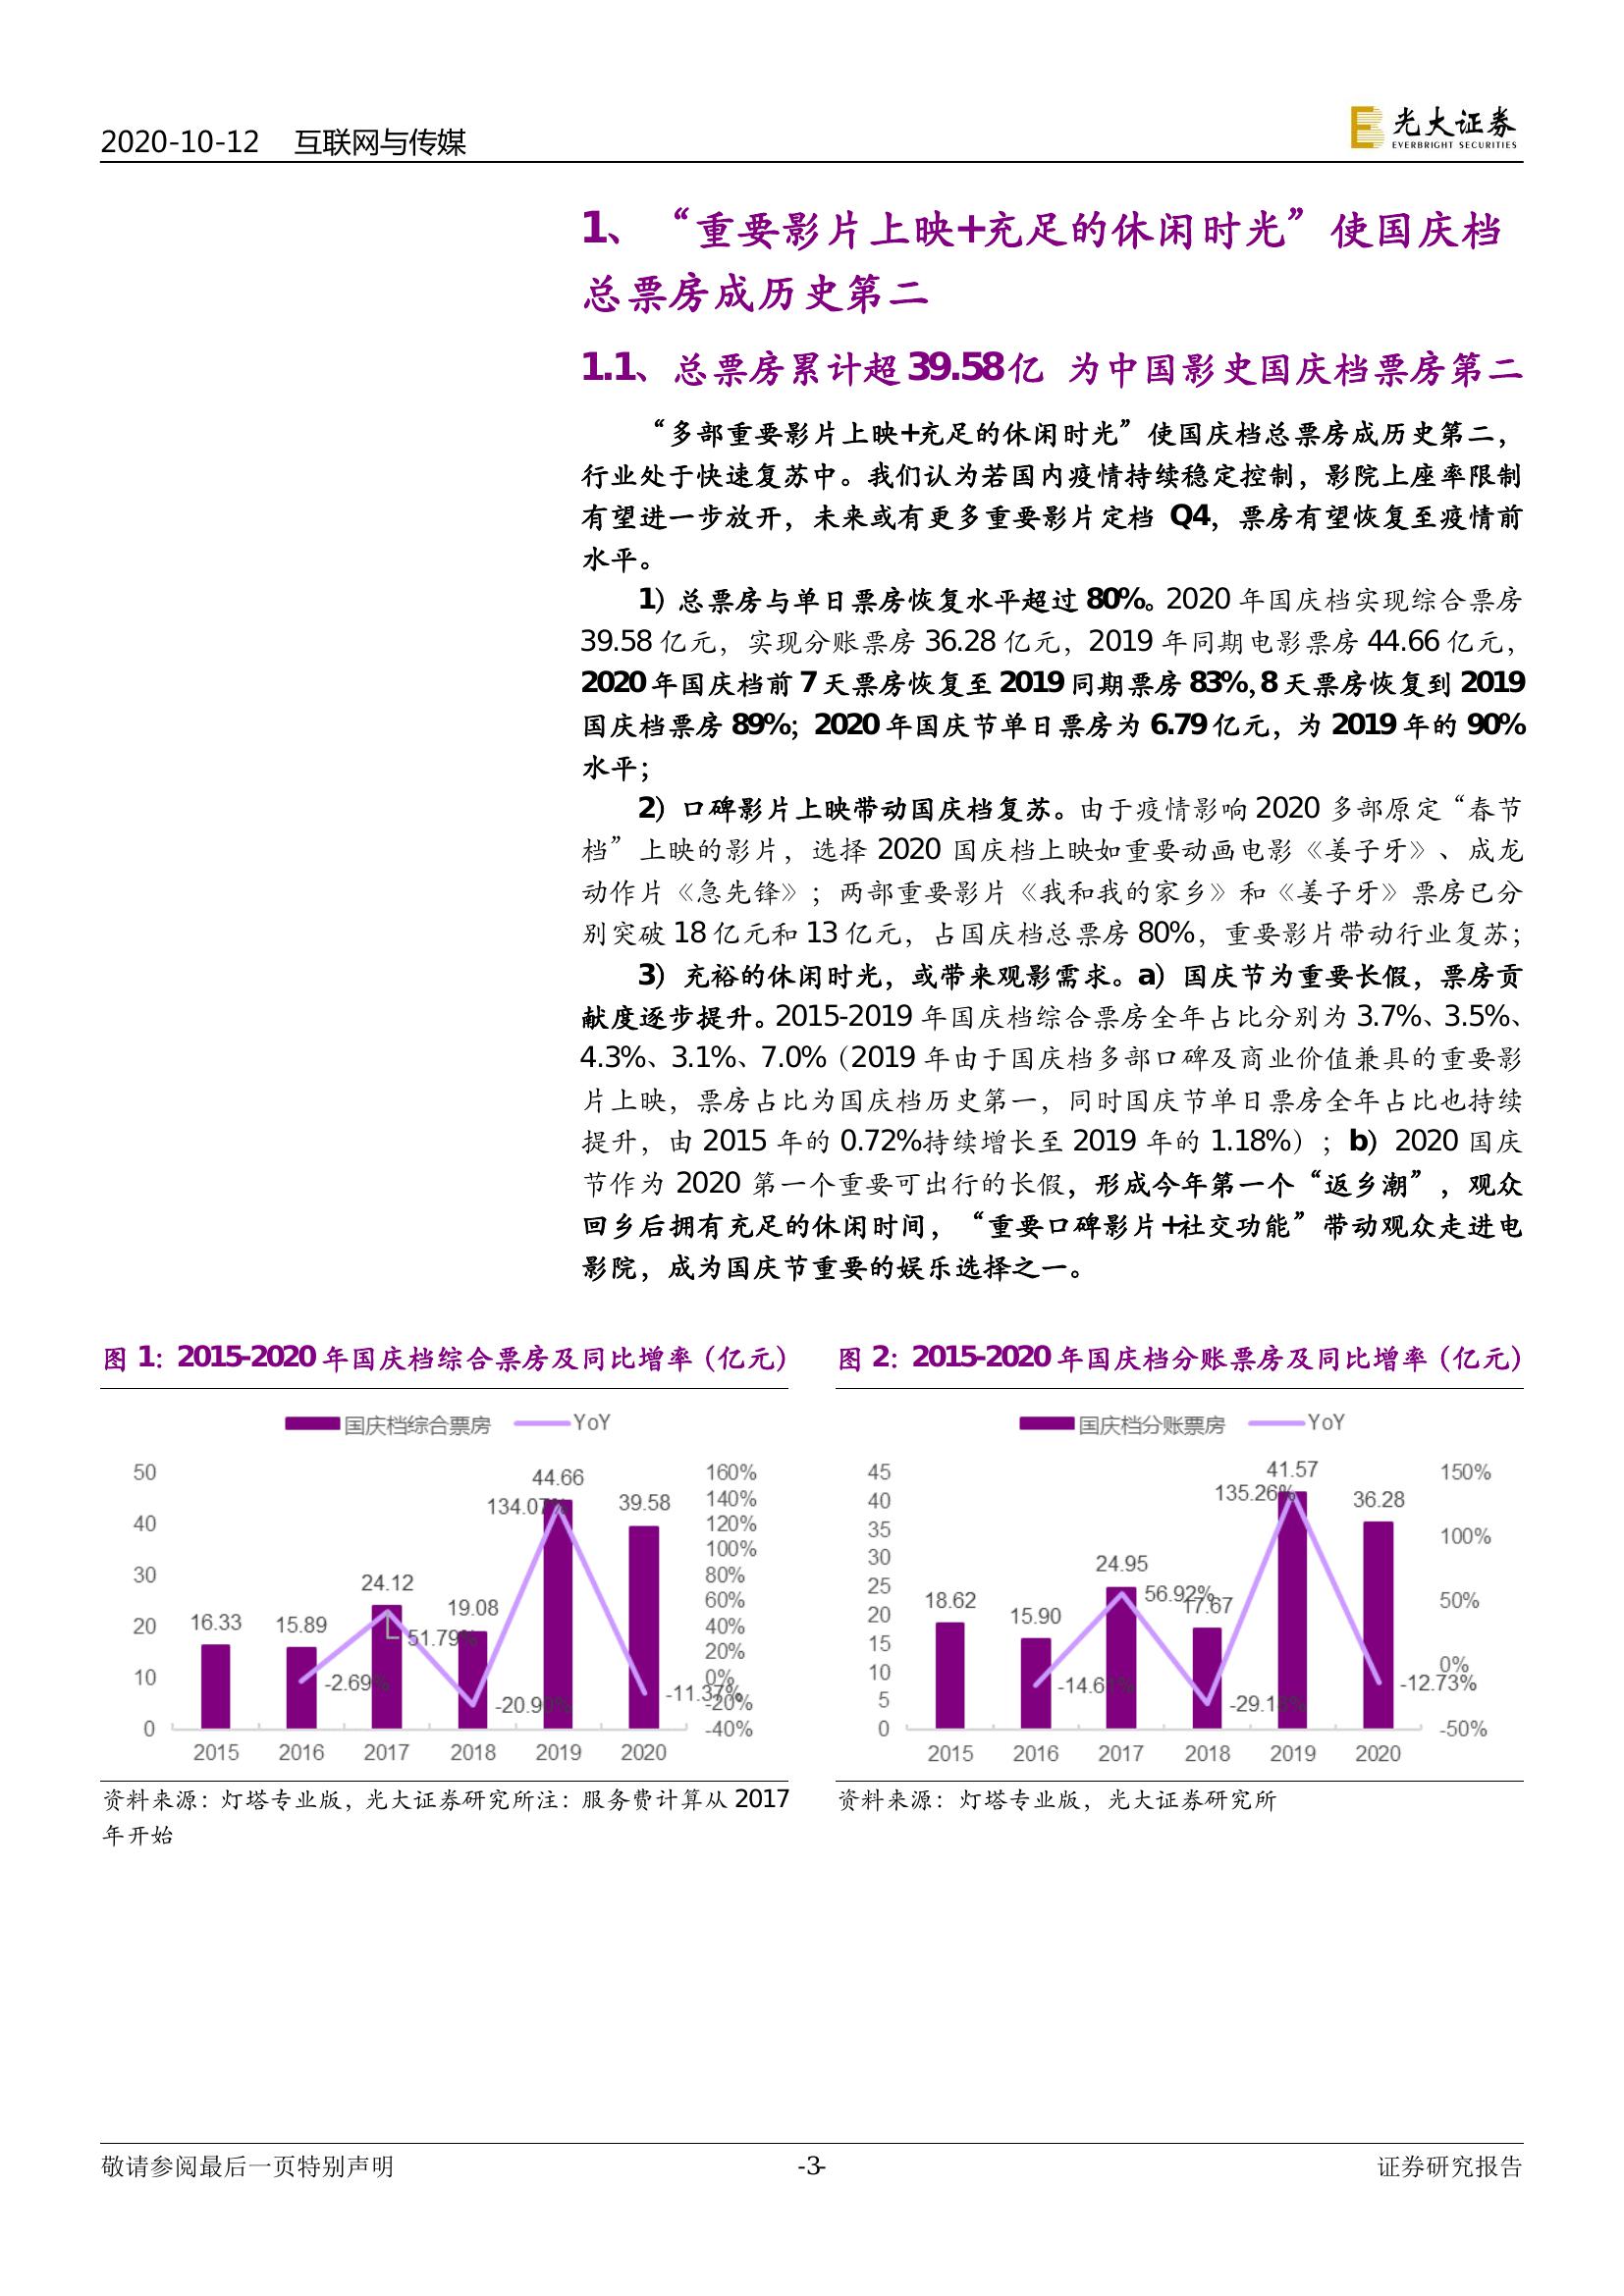 2020-10-12 互联网与传媒
光大证券
EVERBRIGHT SECURITIES
1、“重要影片上映+充足的休闲时光”使国庆档
总票房成历史第二
1.1、总票房累计超 39.58 亿 为中国影史国庆档票房第二
“多部重要影片上映+充足的休闲时光”使国庆档总票房成历史第二，
行业处于快速复苏中。我们认为若国内疫情持续稳定控制，影院上座率限制
有望进一步放开，未来或有更多重要影片定档 Q4，票房有望恢复至疫情前
水平。
1）总票房与单日票房恢复水平超过 80%。2020 年国庆档实现综合票房
39.58 亿元，实现分账票房 36.28 亿元，2019 年同期电影票房 44.66 亿元，
2020 年国庆档前 7 天票房恢复至 2019 同期票房 83%，8 天票房恢复到 2019
国庆档票房 89%；2020 年国庆节单日票房为 6.79 亿元，为 2019 年的 90%
水平；
2）口碑影片上映带动国庆档复苏。由于疫情影响 2020 多部原定“春节
档”上映的影片，选择 2020 国庆档上映如重要动画电影《姜子牙》、成龙
动作片《急先锋》；两部重要影片《我和我的家乡》和《姜子牙》票房已分
别突破 18 亿元和 13 亿元，占国庆档总票房 80%，重要影片带动行业复苏；
3）充裕的休闲时光，或带来观影需求。a）国庆节为重要长假，票房贡
献度逐步提升。2015-2019 年国庆档综合票房全年占比分别为 3.7%、3.5%、
4.3%、3.1%、7.0%（2019 年由于国庆档多部口碑及商业价值兼具的重要影
片上映，票房占比为国庆档历史第一，同时国庆节单日票房全年占比也持续
提升，由 2015 年的 0.72%持续增长至 2019 年的 1.18%）；b）2020 国庆
节作为 2020 第一个重要可出行的长假，形成今年第一个“返乡潮”，观众
回乡后拥有充足的休闲时间，“重要口碑影片+社交功能”带动观众走进电
影院，成为国庆节重要的娱乐选择之一。
图 1：2015-2020 年国庆档综合票房及同比增率（亿元）
国庆档综合票房 YoY
50 40 30 20 10 0
160% 140% 120% 100% 80% 60% 40% 20% 0% -20% -40%
16.33 15.89 24.12 19.08 44.66 39.58
-2.69% 51.79% -20.90% 134.07% -11.37%
2015 2016 2017 2018 2019 2020
资料来源：灯塔专业版，光大证券研究所注：服务费计算从 2017
年开始
图 2：2015-2020 年国庆档分账票房及同比增率（亿元）
国庆档分账票房 YoY
45 40 35 30 25 20 15 10 5 0
150% 100% 50% 0% -50%
18.62 15.90 24.95 17.67 41.57 36.28
56.92% 135.26% -12.73%
2015 2016 2017 2018 2019 2020
资料来源：灯塔专业版，光大证券研究所
敬请参阅最后一页特别声明 -3- 证券研究报告